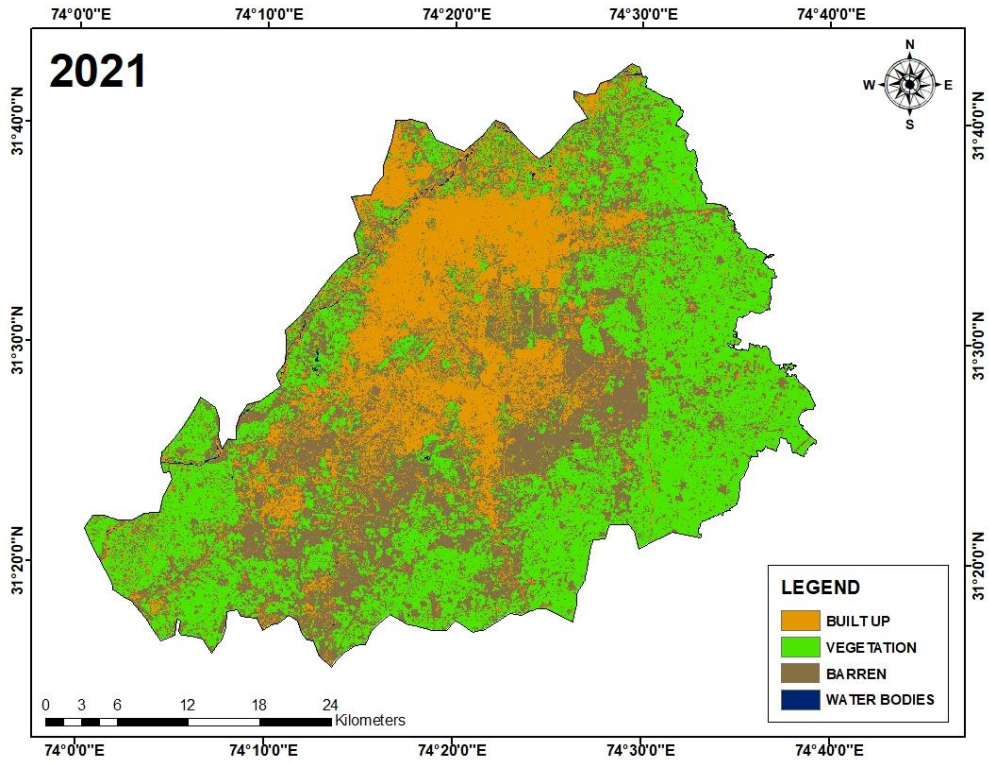 74°0'0"E 74°10'0"E 74°20'0"E 74°30'0"E 74°40'0"E
2021
N
W E
S
31°40'0"N 31°40'0"N
31°30'0"N 31°30'0"N
31°20'0"N 31°20'0"N
LEGEND
BUILT UP
VEGETATION
BARREN
WATER BODIES
0 3 6 12 18 24
Kilometers
74°0'0"E 74°10'0"E 74°20'0"E 74°30'0"E 74°40'0"E